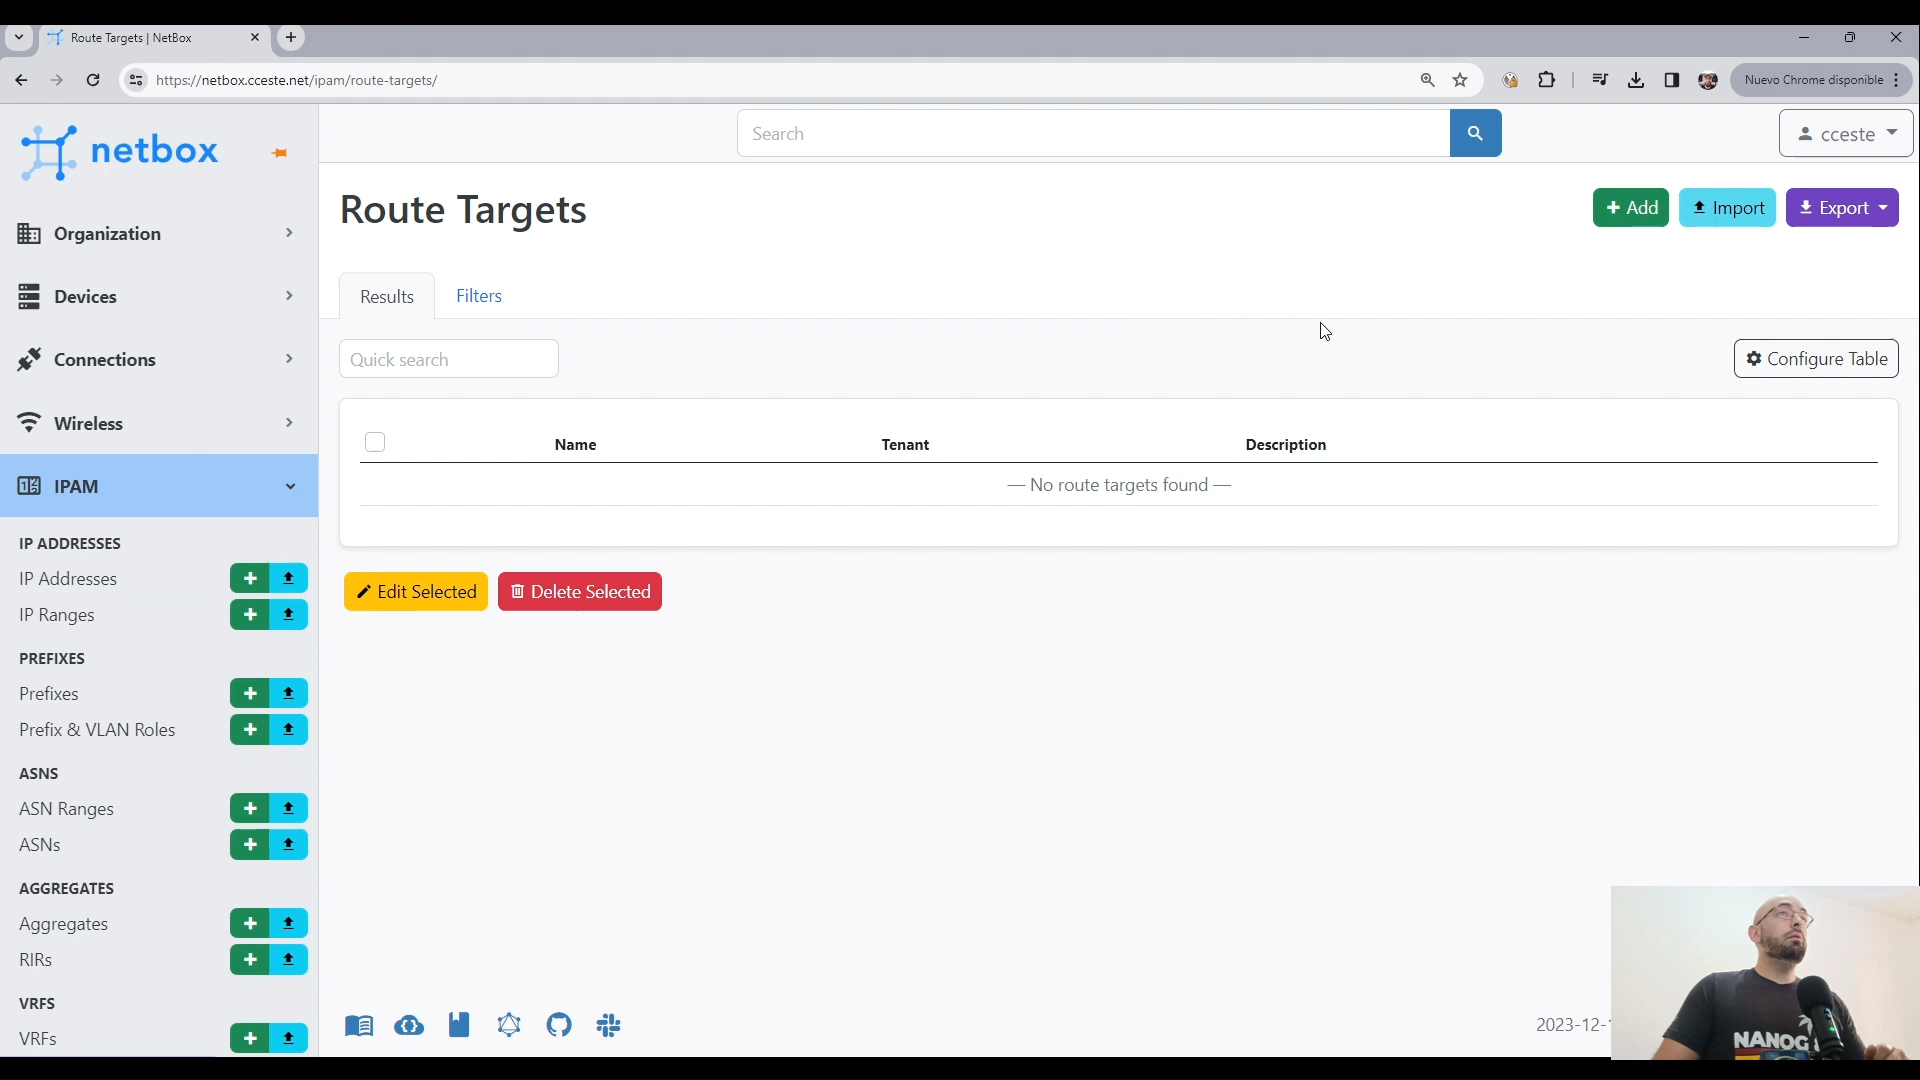 Route Targets | NetBox
https://netbox.cceste.net/ipam/route-targets/
Nuevo Chrome disponible
netbox
Search
cceste
Route Targets
Add
Import
Export
Organization
Results
Filters
Devices
Quick search
Configure Table
Connections
Wireless
Name
Tenant
Description
— No route targets found —
IPAM
IP ADDRESSES
IP Addresses
Edit Selected
Delete Selected
IP Ranges
PREFIXES
Prefixes
Prefix & VLAN Roles
ASNS
ASN Ranges
ASNs
AGGREGATES
Aggregates
RIRs
VRFS
VRFs
2023-12-
NANOG